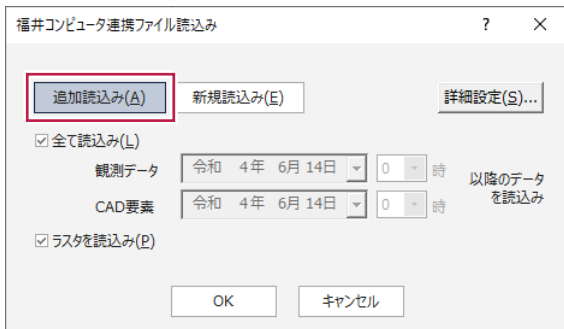 福井コンピュータ連携ファイル読込み ? ×
追加読込み(A) 新規読込み(E) 詳細設定(S)...
全て読込み(L)
観測データ 令和 4年 6月 14日 0 時
以降のデータ
を読込み
CAD要素 令和 4年 6月 14日 0 時
ラスタを読込み(P)
OK キャンセル